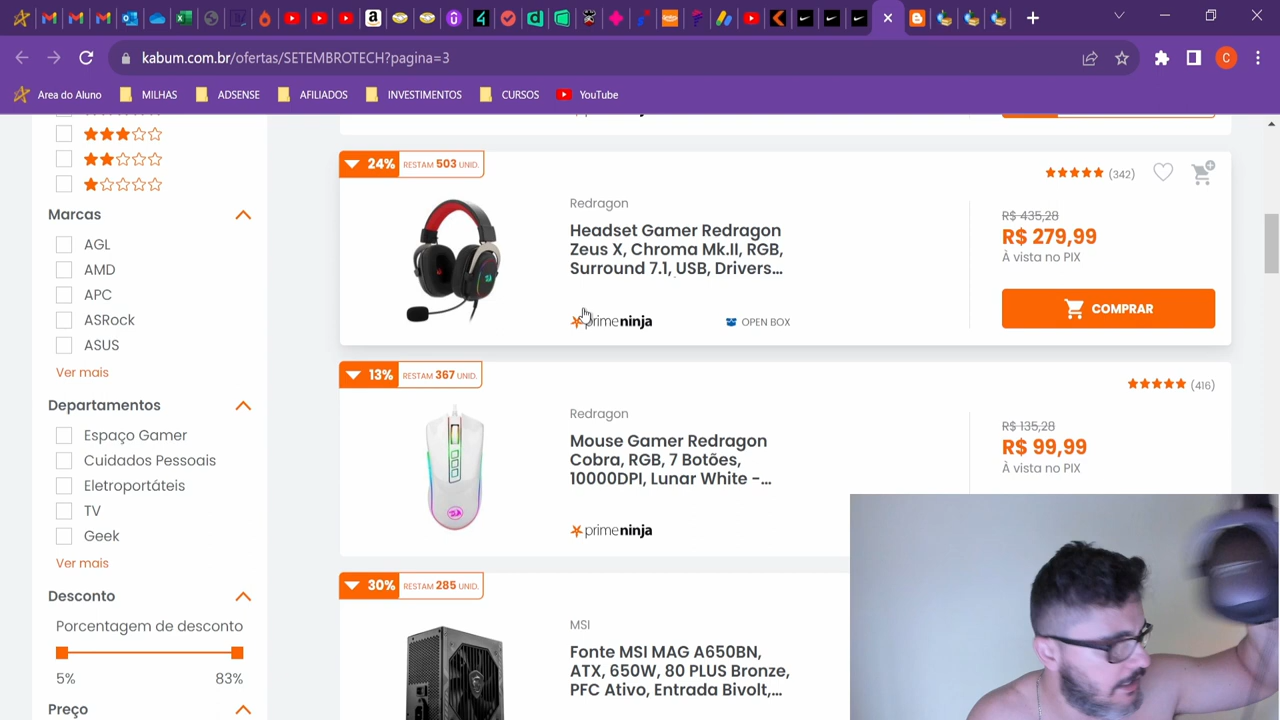 kabum.com.br/ofertas/SETEMBROTECH?pagina=3
C
Area do Aluno
MILHAS
ADSENSE
AFILIADOS
INVESTIMENTOS
CURSOS
YouTube
Marcas
AGL
AMD
APC
ASRock
ASUS
Ver mais
Departamentos
Espaço Gamer
Cuidados Pessoais
Eletroportáteis
TV
Geek
Ver mais
Desconto
Porcentagem de desconto
5%
83%
Preço
24%
RESTAM 503 UNID.
(342)
Redragon
Headset Gamer Redragon
Zeus X, Chroma Mk.II, RGB,
Surround 7.1, USB, Drivers...
primeninja
OPEN BOX
R$ 435,28
R$ 279,99
À vista no PIX
COMPRAR
13%
RESTAM 367 UNID.
(416)
Redragon
Mouse Gamer Redragon
Cobra, RGB, 7 Botões,
10000DPI, Lunar White -...
primeninja
R$ 135,28
R$ 99,99
À vista no PIX
30%
RESTAM 285 UNID.
MSI
Fonte MSI MAG A650BN,
ATX, 650W, 80 PLUS Bronze,
PFC Ativo, Entrada Bivolt,...